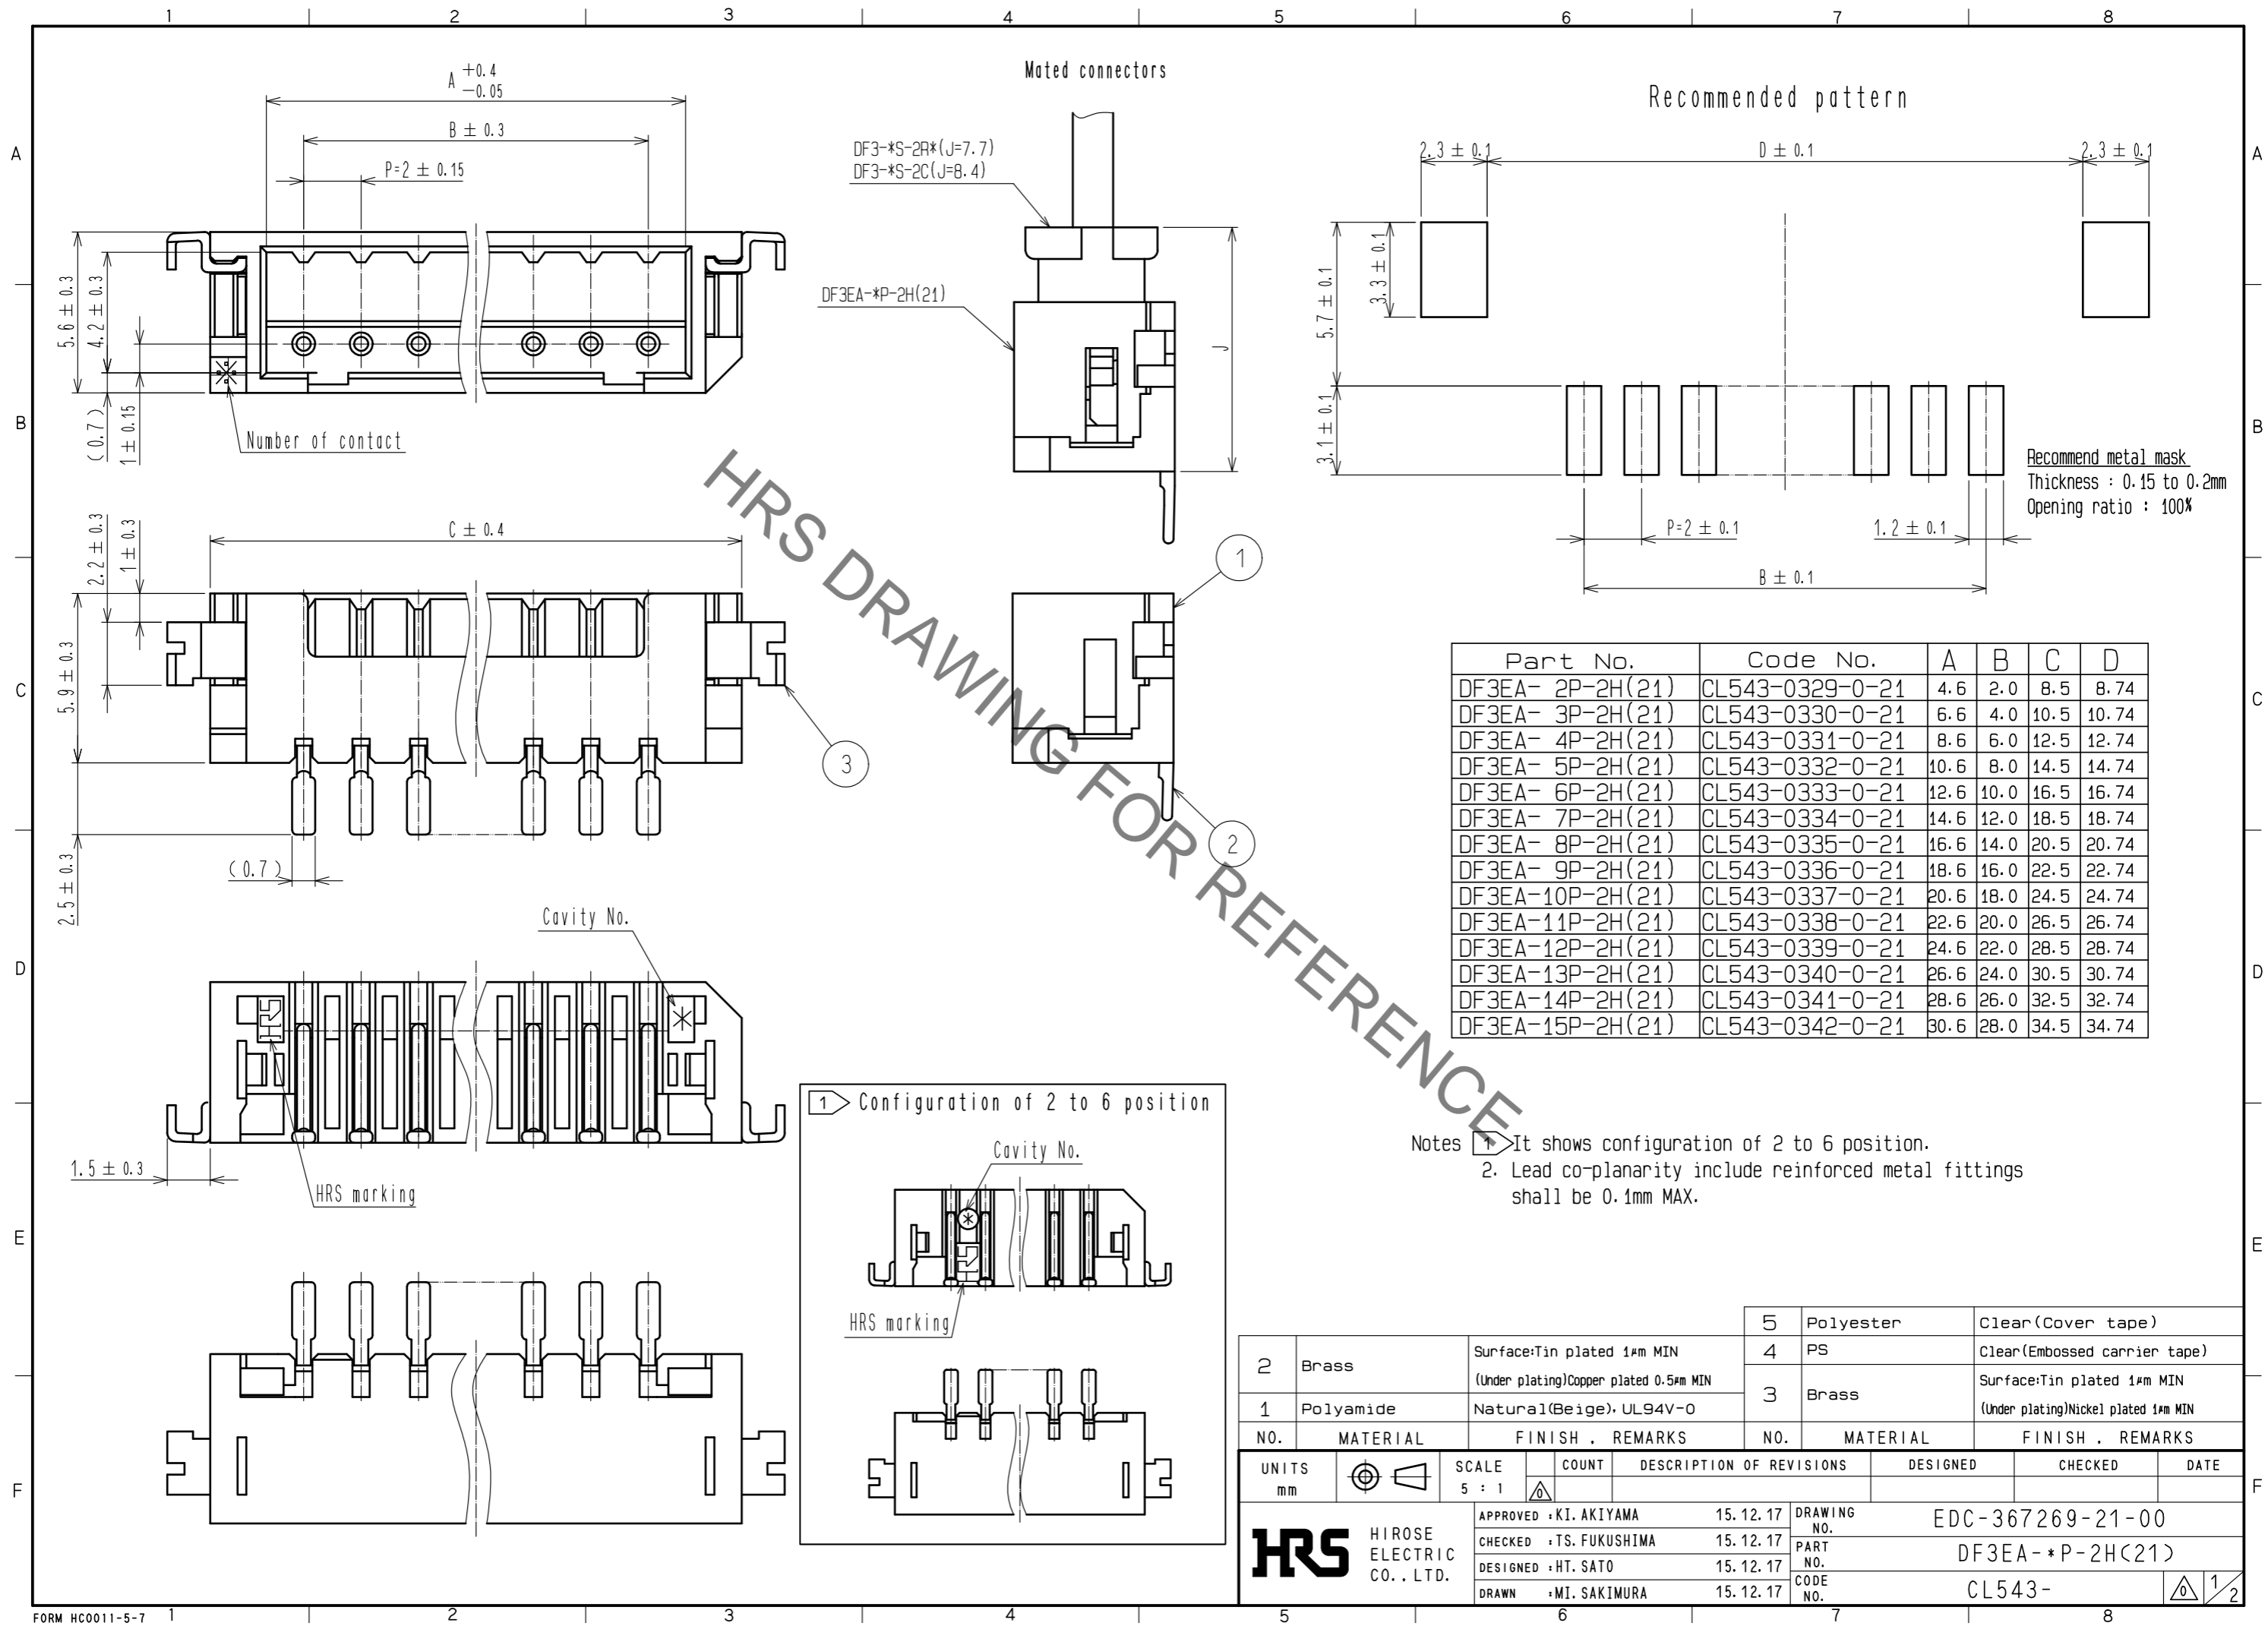 1 2 3 4 5 6 7 8
A
B
C
D
E
F
A
B
C
D
E
F
A +0.4 −0.05
B ± 0.3
P=2 ± 0.15
5.6 ± 0.3
4.2 ± 0.3
(0.7)
1 ± 0.15
Number of contact
Mated connectors
DF3-*S-2R*(J=7.7)
DF3-*S-2C(J=8.4)
DF3EA-*P-2H(21)
J
Recommended pattern
2.3 ± 0.1
D ± 0.1
2.3 ± 0.1
5.7 ± 0.1
3.3 ± 0.1
3.1 ± 0.1
P=2 ± 0.1
1.2 ± 0.1
B ± 0.1
Recommend metal mask
Thickness : 0.15 to 0.2mm
Opening ratio : 100%
C ± 0.4
2.2 ± 0.3
1 ± 0.3
5.9 ± 0.3
2.5 ± 0.3
(0.7)
3
1
2
HRS DRAWING FOR REFERENCE
Part No. Code No. A B C D
DF3EA- 2P-2H(21) CL543-0329-0-21 4.6 2.0 8.5 8.74
DF3EA- 3P-2H(21) CL543-0330-0-21 6.6 4.0 10.5 10.74
DF3EA- 4P-2H(21) CL543-0331-0-21 8.6 6.0 12.5 12.74
DF3EA- 5P-2H(21) CL543-0332-0-21 10.6 8.0 14.5 14.74
DF3EA- 6P-2H(21) CL543-0333-0-21 12.6 10.0 16.5 16.74
DF3EA- 7P-2H(21) CL543-0334-0-21 14.6 12.0 18.5 18.74
DF3EA- 8P-2H(21) CL543-0335-0-21 16.6 14.0 20.5 20.74
DF3EA- 9P-2H(21) CL543-0336-0-21 18.6 16.0 22.5 22.74
DF3EA-10P-2H(21) CL543-0337-0-21 20.6 18.0 24.5 24.74
DF3EA-11P-2H(21) CL543-0338-0-21 22.6 20.0 26.5 26.74
DF3EA-12P-2H(21) CL543-0339-0-21 24.6 22.0 28.5 28.74
DF3EA-13P-2H(21) CL543-0340-0-21 26.6 24.0 30.5 30.74
DF3EA-14P-2H(21) CL543-0341-0-21 28.6 26.0 32.5 32.74
DF3EA-15P-2H(21) CL543-0342-0-21 30.6 28.0 34.5 34.74
Cavity No.
HRS
1.5 ± 0.3
HRS marking
1 Configuration of 2 to 6 position
Cavity No.
HRS
HRS marking
Notes 1 It shows configuration of 2 to 6 position.
2. Lead co-planarity include reinforced metal fittings
shall be 0.1mm MAX.
5 Polyester Clear(Cover tape)
4 PS Clear(Embossed carrier tape)
3 Brass Surface:Tin plated 1μm MIN
(Under plating)Nickel plated 1μm MIN
2 Brass Surface:Tin plated 1μm MIN
(Under plating)Copper plated 0.5μm MIN
1 Polyamide Natural(Beige), UL94V-0
NO. MATERIAL FINISH , REMARKS NO. MATERIAL FINISH , REMARKS
UNITS
mm
SCALE
5 : 1
0
COUNT DESCRIPTION OF REVISIONS DESIGNED CHECKED DATE
HRS
HIROSE
ELECTRIC
CO.,LTD.
APPROVED :KI.AKIYAMA 15.12.17
CHECKED :TS.FUKUSHIMA 15.12.17
DESIGNED :HT.SATO 15.12.17
DRAWN :MI.SAKIMURA 15.12.17
DRAWING NO. EDC-367269-21-00
PART NO. DF3EA-*P-2H(21)
CODE NO. CL543-
0 1/2
FORM HC0011-5-7 1 2 3 4 5 6 7 8